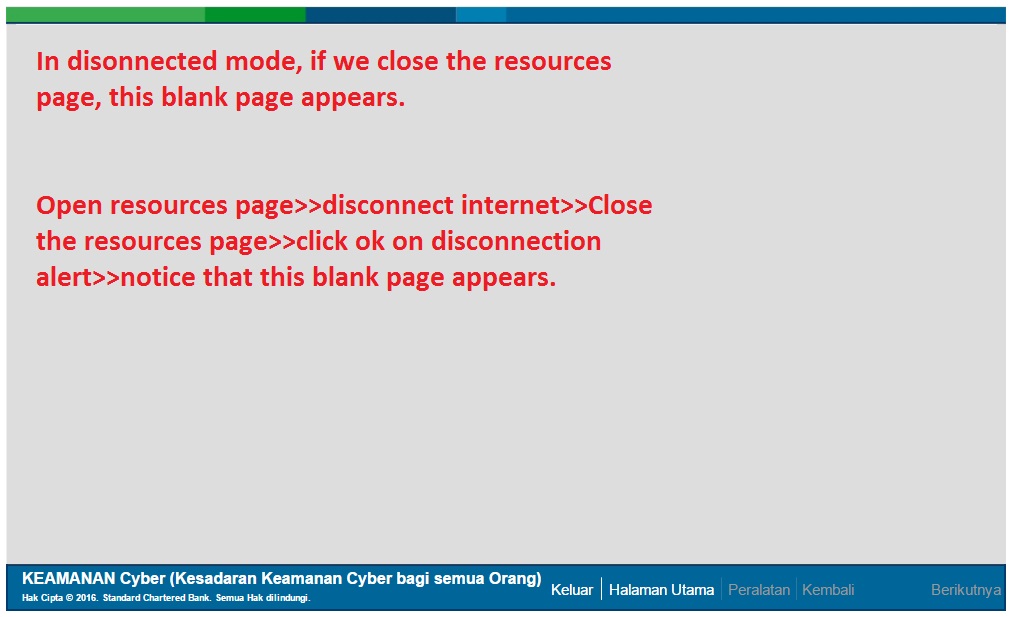 In disonnected mode, if we close the resources
page, this blank page appears.
Open resources page>>disconnect internet>>Close
the resources page>>click ok on disconnection
alert>>notice that this blank page appears.
KEAMANAN Cyber (Kesadaran Keamanan Cyber bagi semua Orang)
Hak Cipta © 2016. Standard Chartered Bank. Semua Hak dilindungi.
Keluar Halaman Utama Peralatan Kembali Berikutnya